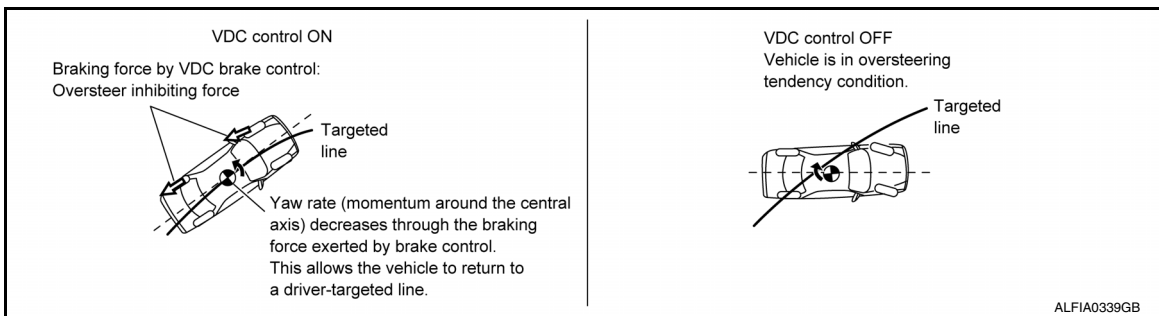 VDC control ON
Braking force by VDC brake control:
Oversteer inhibiting force
Targeted
line
Yaw rate (momentum around the central
axis) decreases through the braking
force exerted by brake control.
This allows the vehicle to return to
a driver-targeted line.
VDC control OFF
Vehicle is in oversteering
tendency condition.
Targeted
line
ALFIA0339GB